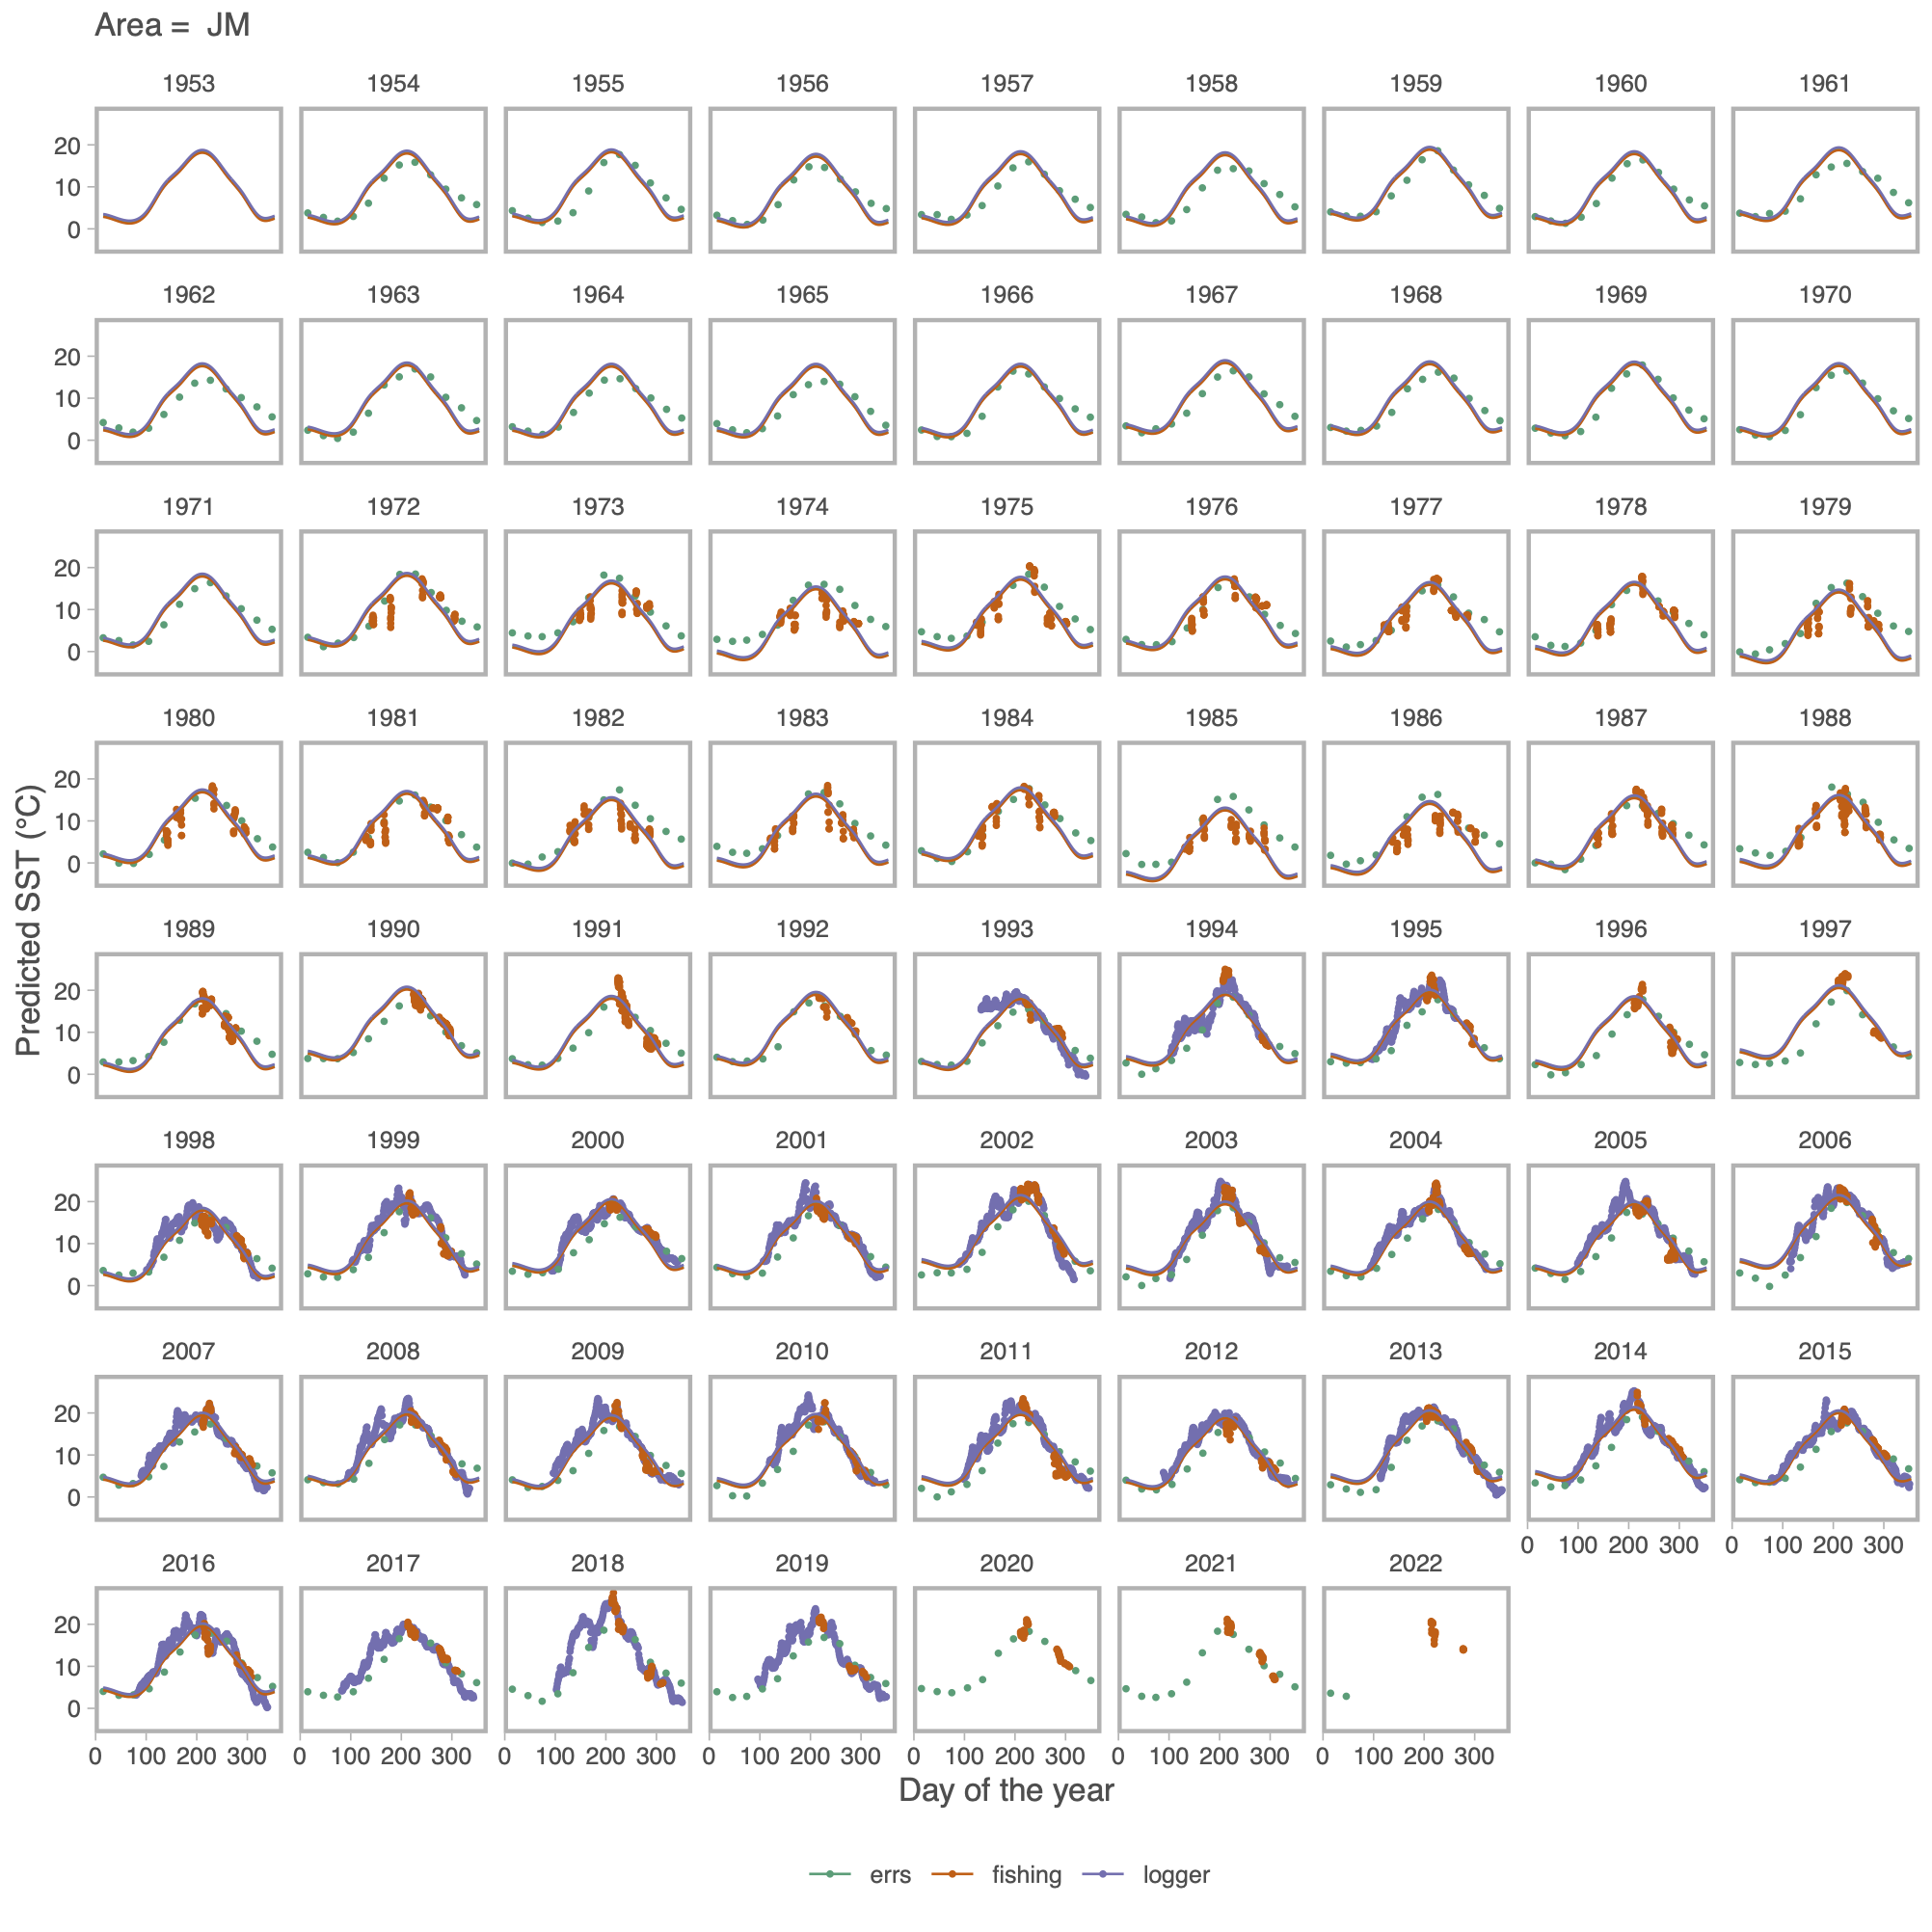 Area =  JM
1953 1954 1955 1956 1957 1958 1959 1960 1961
20
10
0
1962 1963 1964 1965 1966 1967 1968 1969 1970
20
10
0
1971 1972 1973 1974 1975 1976 1977 1978 1979
20
10
0
1980 1981 1982 1983 1984 1985 1986 1987 1988
20
10
0
Predicted SST (°C)
1989 1990 1991 1992 1993 1994 1995 1996 1997
20
10
0
1998 1999 2000 2001 2002 2003 2004 2005 2006
20
10
0
2007 2008 2009 2010 2011 2012 2013 2014 2015
20
10
0
0 100 200 300 0 100 200 300
2016 2017 2018 2019 2020 2021 2022
20
10
0
0 100 200 300 0 100 200 300 0 100 200 300 0 100 200 300 0 100 200 300 0 100 200 300 0 100 200 300
Day of the year
errs fishing logger